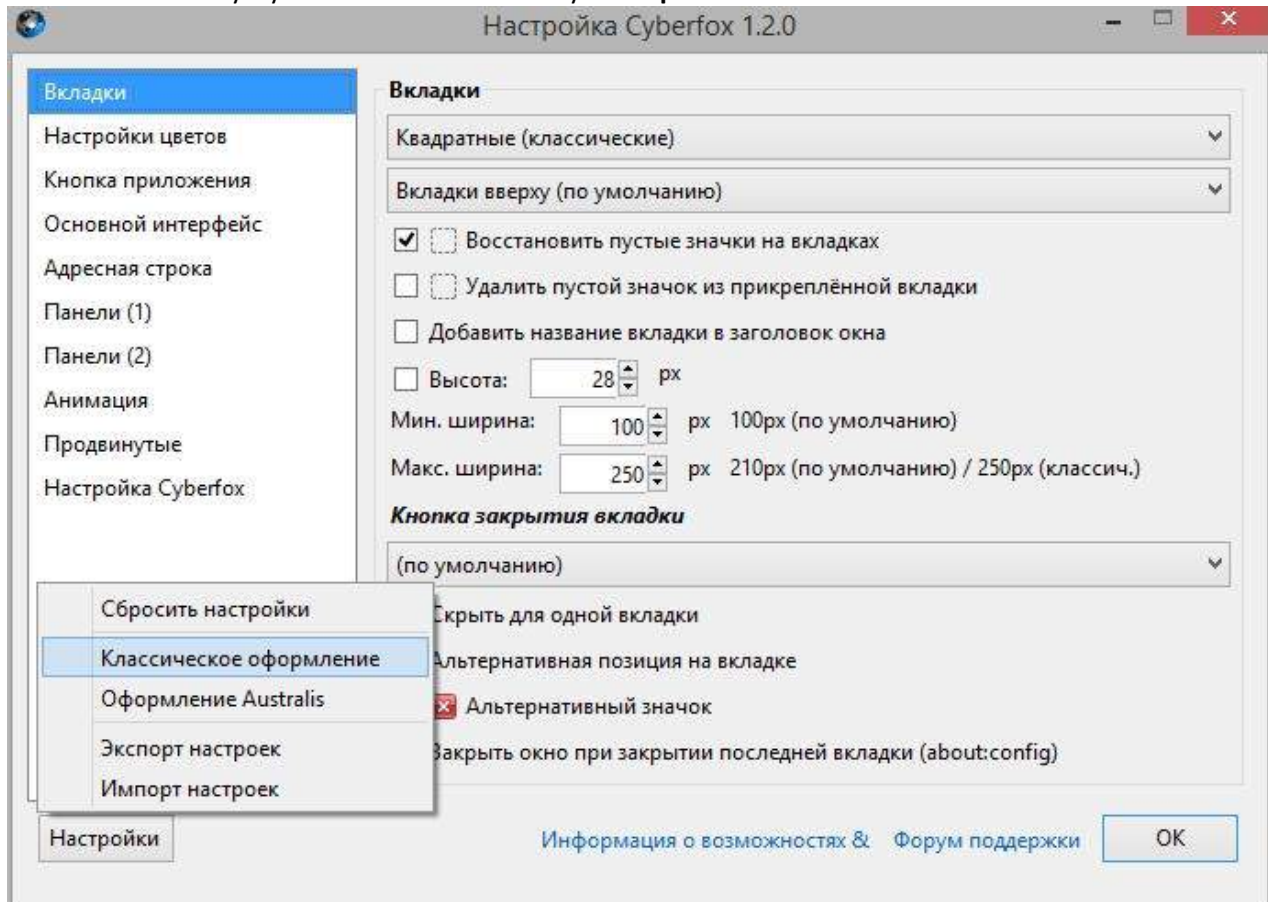 Настройка Cyberfox 1.2.0
Вкладки
Настройки цветов
Кнопка приложения
Основной интерфейс
Адресная строка
Панели (1)
Панели (2)
Анимация
Продвинутые
Настройка Cyberfox
Вкладки
Квадратные (классические)
Вкладки вверху (по умолчанию)
Восстановить пустые значки на вкладках
Удалить пустой значок из прикреплённой вкладки
Добавить название вкладки в заголовок окна
Высота: 28 px
Мин. ширина: 100 px 100px (по умолчанию)
Макс. ширина: 250 px 210px (по умолчанию) / 250px (классич.)
Кнопка закрытия вкладки
(по умолчанию)
Скрыть для одной вкладки
Альтернативная позиция на вкладке
Альтернативный значок
Закрыть окно при закрытии последней вкладки (about:config)
Сбросить настройки
Классическое оформление
Оформление Australis
Экспорт настроек
Импорт настроек
Настройки
Информация о возможностях & Форум поддержки
OK